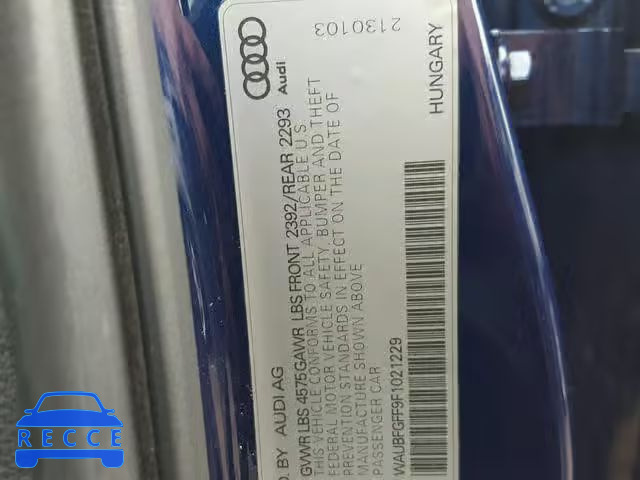 2130103
Audi
D.BY AUDI AG
GVWR LBS 4575 GAWR LBS FRONT 2392/REAR 2293
THIS VEHICLE CONFORMS TO ALL APPLICABLE U.S.
FEDERAL MOTOR VEHICLE SAFETY, BUMPER AND THEFT
PREVENTION STANDARDS IN EFFECT ON THE DATE OF
MANUFACTURE SHOWN ABOVE
PASSENGER CAR
HUNGARY
WAUBFGFF9F1021229
RECCE